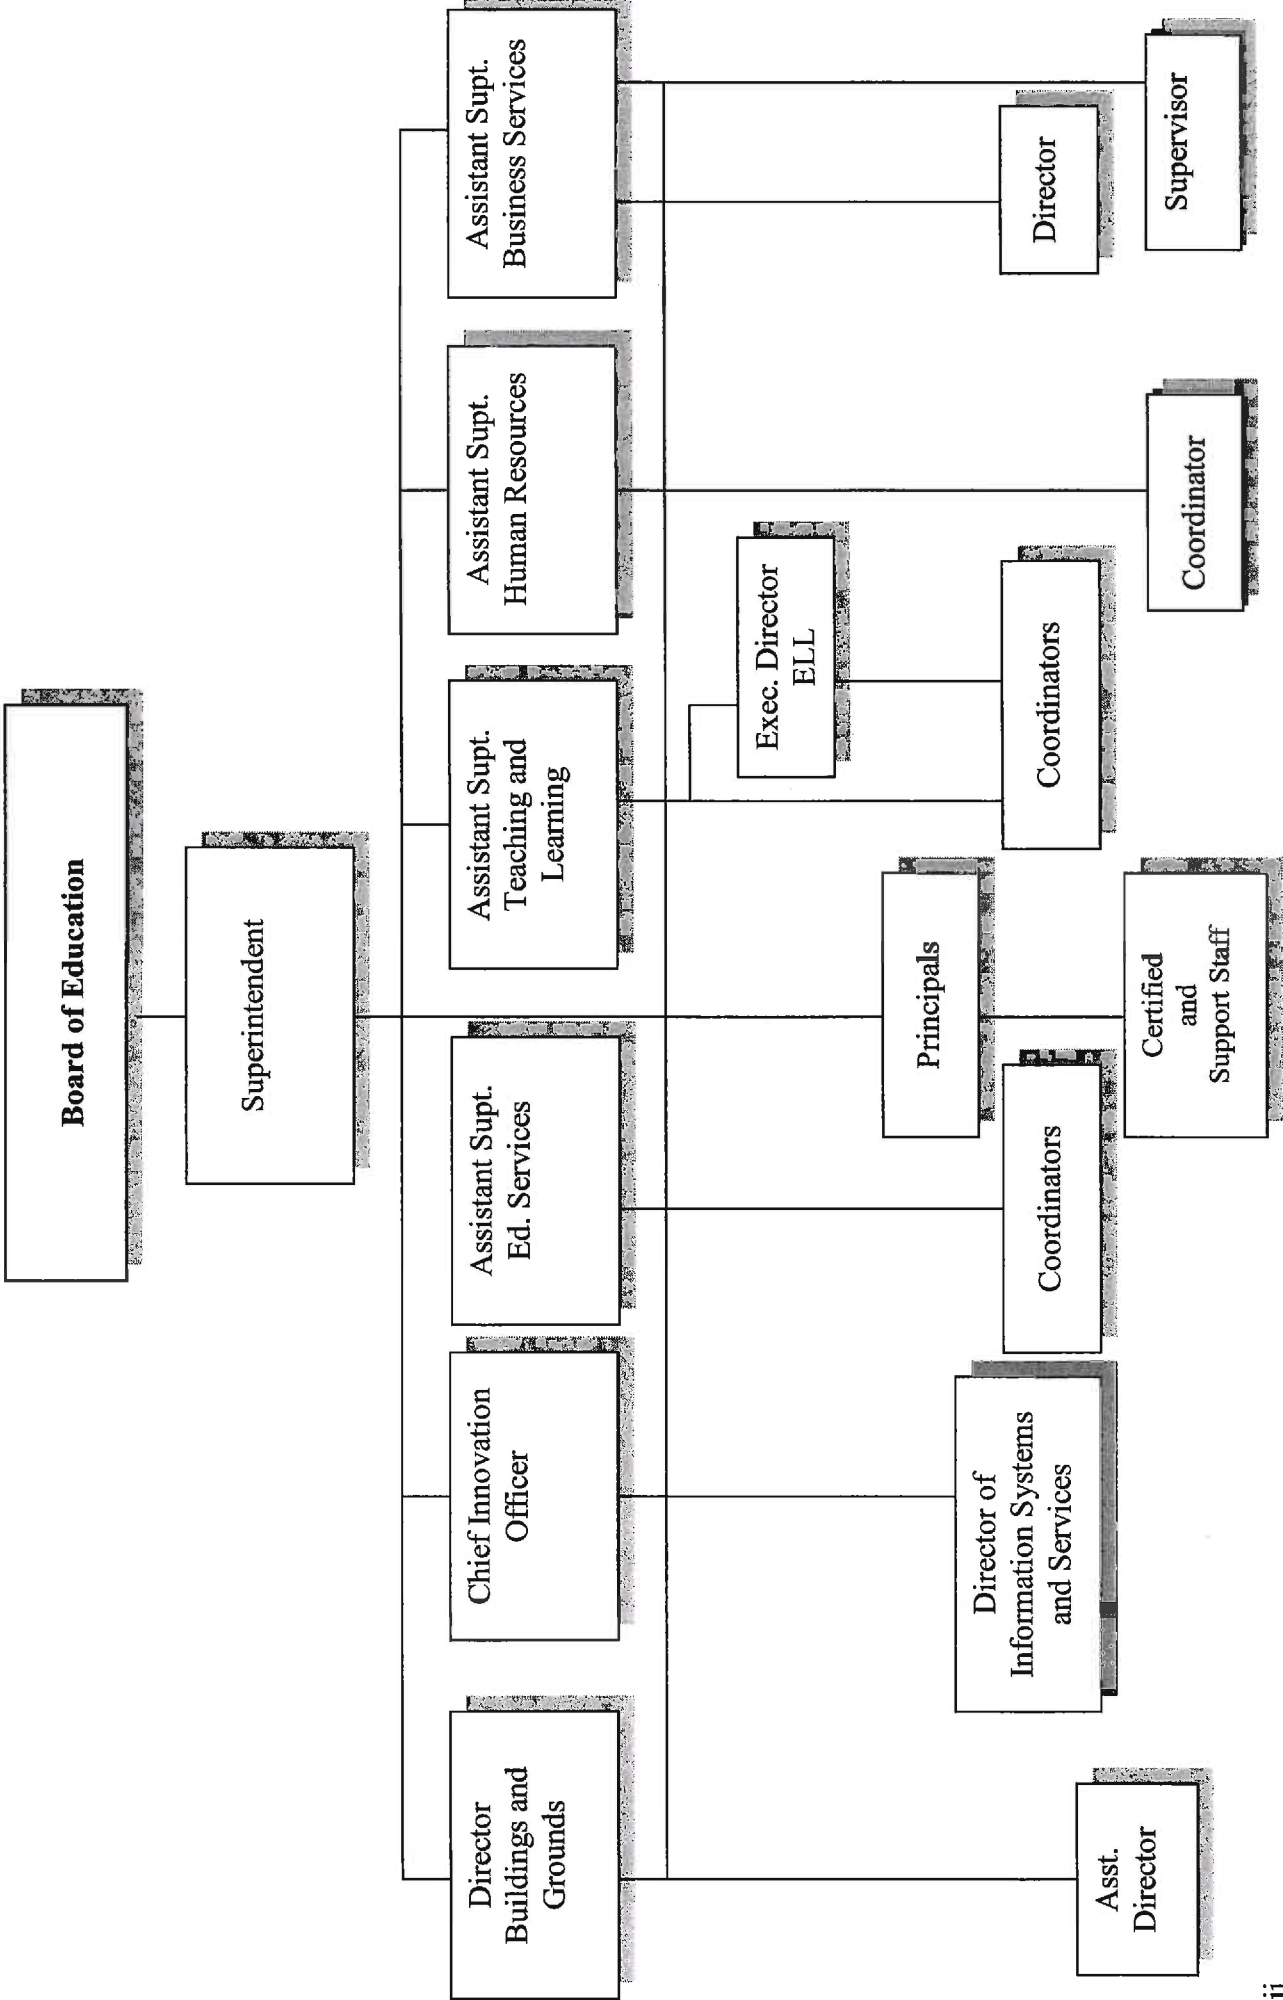 Board of Education
Superintendent
Director
Buildings and
Grounds
Chief Innovation
Officer
Assistant Supt.
Ed. Services
Assistant Supt.
Teaching and
Learning
Assistant Supt.
Human Resources
Assistant Supt.
Business Services
Exec. Director
ELL
Principals
Director of
Information Systems
and Services
Coordinators
Coordinators
Director
Asst.
Director
Certified
and
Support Staff
Coordinator
Supervisor
ii